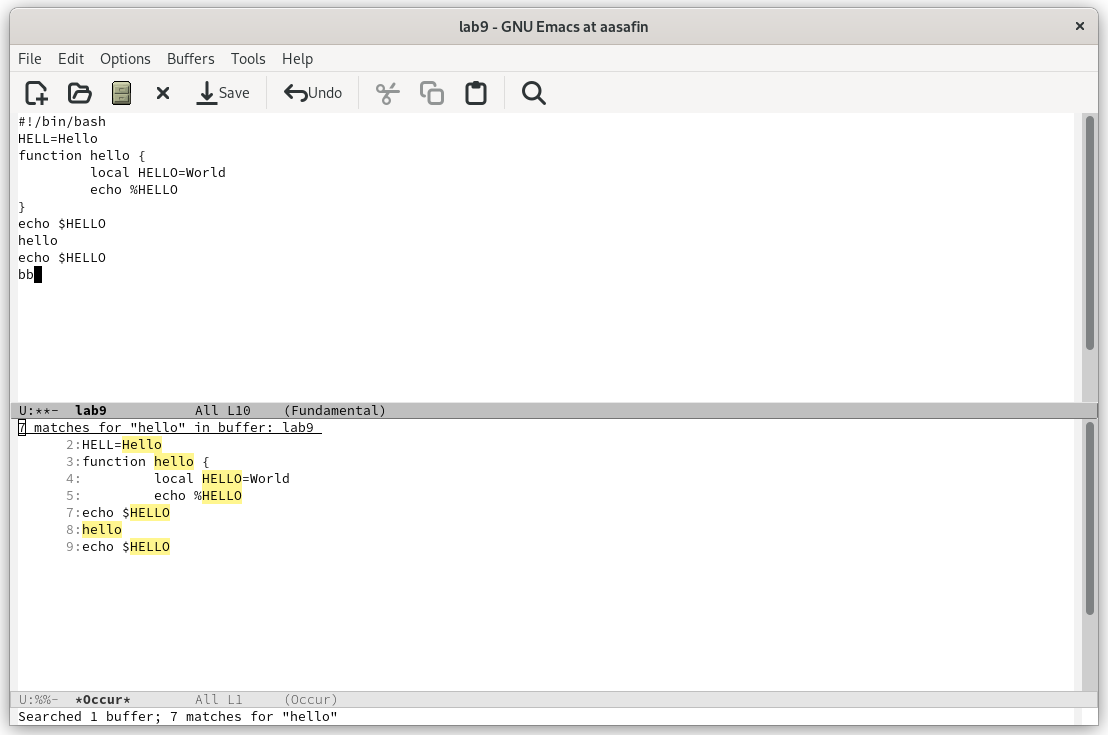 lab9 - GNU Emacs at aasafin
File Edit Options Buffers Tools Help
Save Undo
#!/bin/bash
HELL=Hello
function hello {
         local HELLO=World
         echo %HELLO
}
echo $HELLO
hello
echo $HELLO
bb
U:**-  lab9           All L10    (Fundamental)
7 matches for "hello" in buffer: lab9
      2:HELL=Hello
      3:function hello {
      4:         local HELLO=World
      5:         echo %HELLO
      7:echo $HELLO
      8:hello
      9:echo $HELLO
U:%%-  *Occur*        All L1     (Occur)
Searched 1 buffer; 7 matches for "hello"